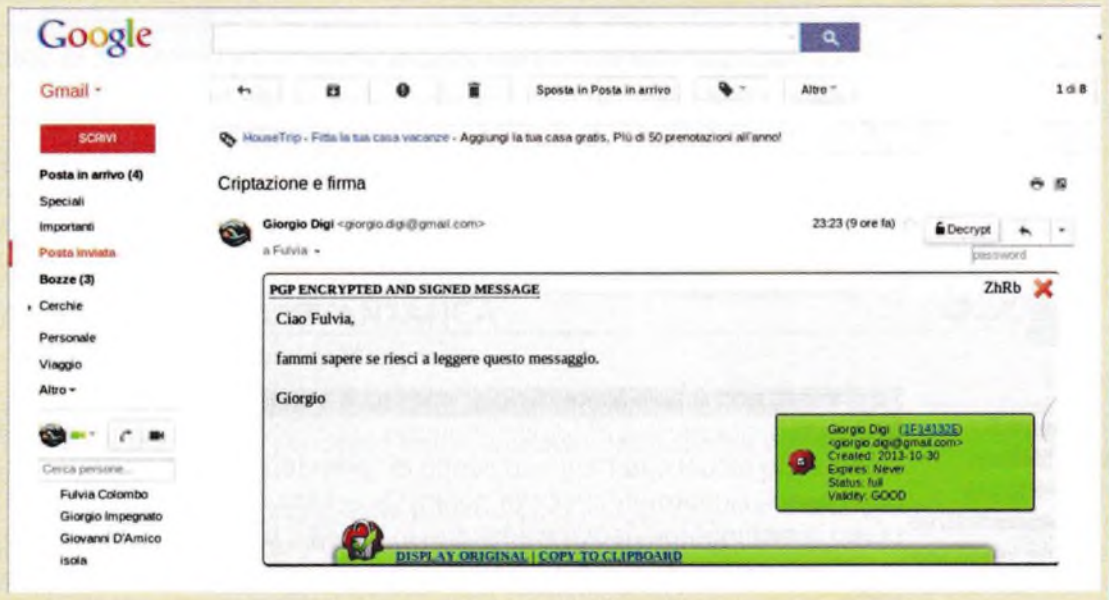 Google
Gmail
Sposta in Posta in arrivo
Altro
1 di 8
SCRIVI
HouseTrip - Fitta la tua casa vacanze - Aggiungi la tua casa gratis, Più di 50 prenotazioni all'anno!
Posta in arrivo (4)
Speciali
Importanti
Posta inviata
Bozze (3)
Cerchie
Personale
Viaggio
Altro
Cerca persone...
Fulvia Colombo
Giorgio Impegnato
Giovanni D'Amico
isola
Criptazione e firma
Giorgio Digi <giorgio.digi@gmail.com>
23:23 (9 ore fa)
Decrypt
a Fulvia
password
PGP ENCRYPTED AND SIGNED MESSAGE
ZhRb
Ciao Fulvia,
fammi sapere se riesci a leggere questo messaggio.
Giorgio
Giorgio Digi (1F14132E)
<giorgio.digi@gmail.com>
Created: 2013-10-30
Expires: Never
Status: full
Validity: GOOD
DISPLAY ORIGINAL | COPY TO CLIPBOARD